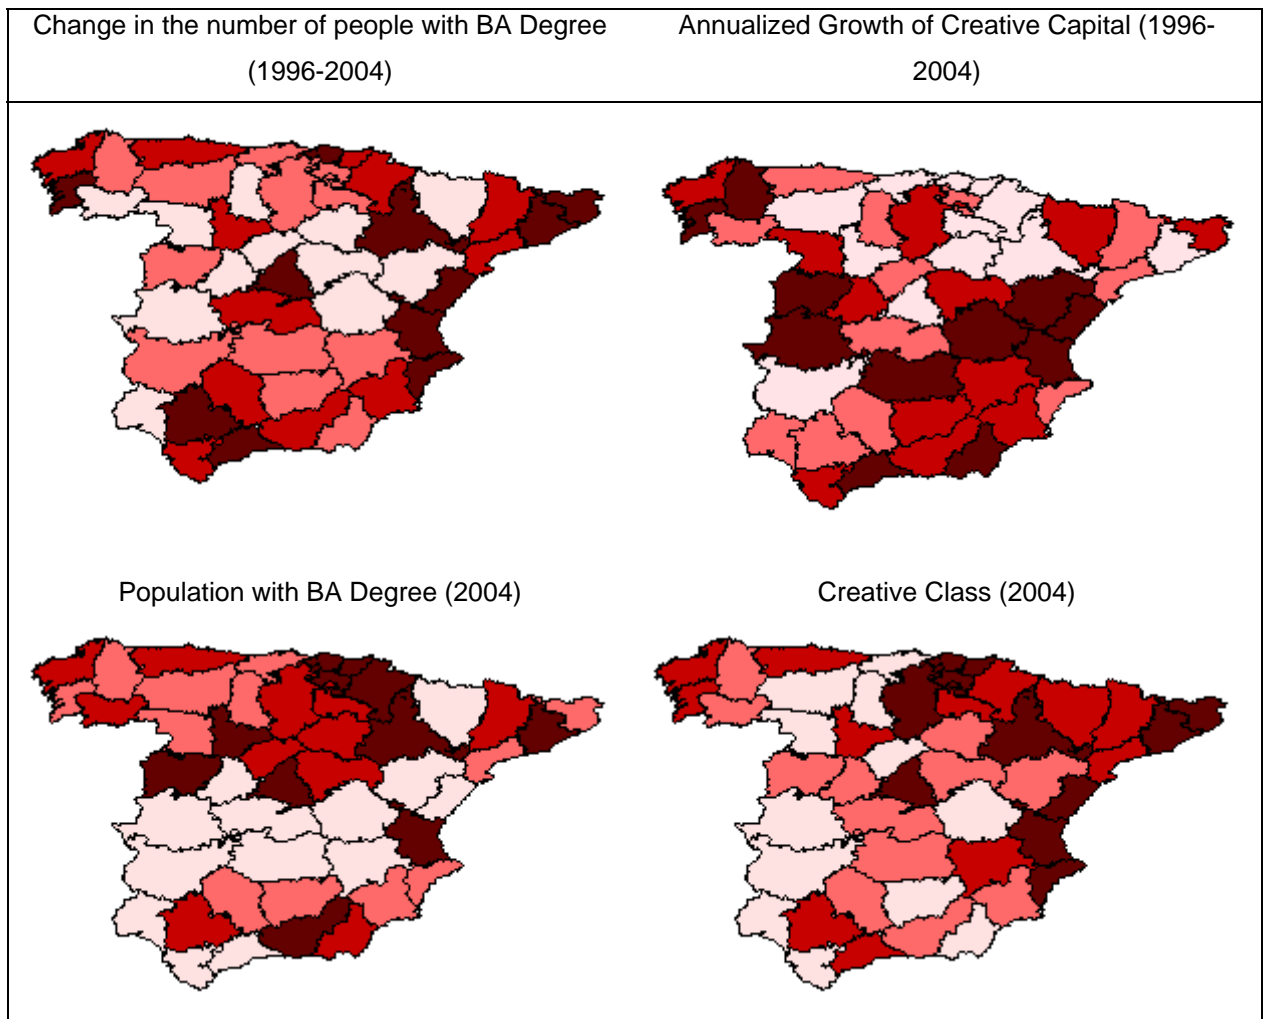 Change in the number of people with BA Degree
(1996-2004)
Annualized Growth of Creative Capital (1996-
2004)
Population with BA Degree (2004)
Creative Class (2004)